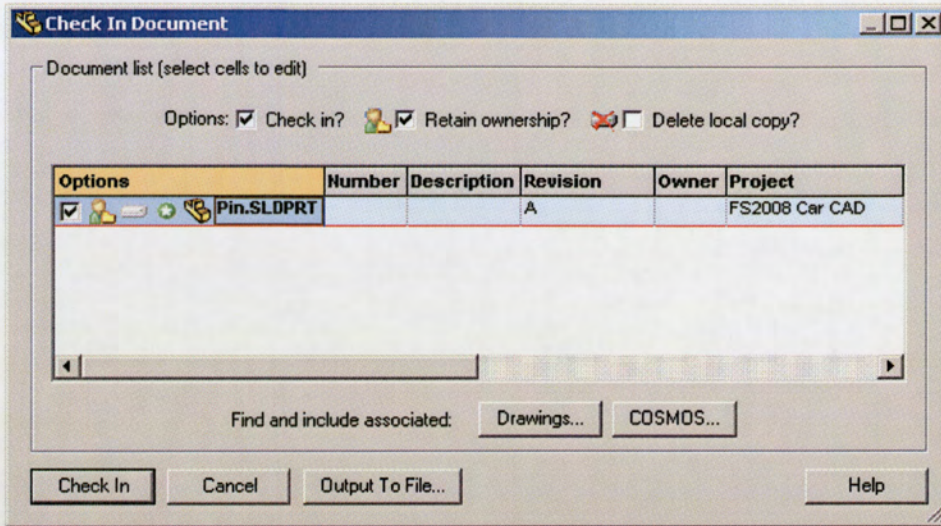 Check In Document
Document list (select cells to edit)
Options: Check in? Retain ownership? Delete local copy?
Options Number Description Revision Owner Project
Pin.SLDPRT A FS2008 Car CAD
Find and include associated: Drawings... COSMOS...
Check In Cancel Output To File... Help